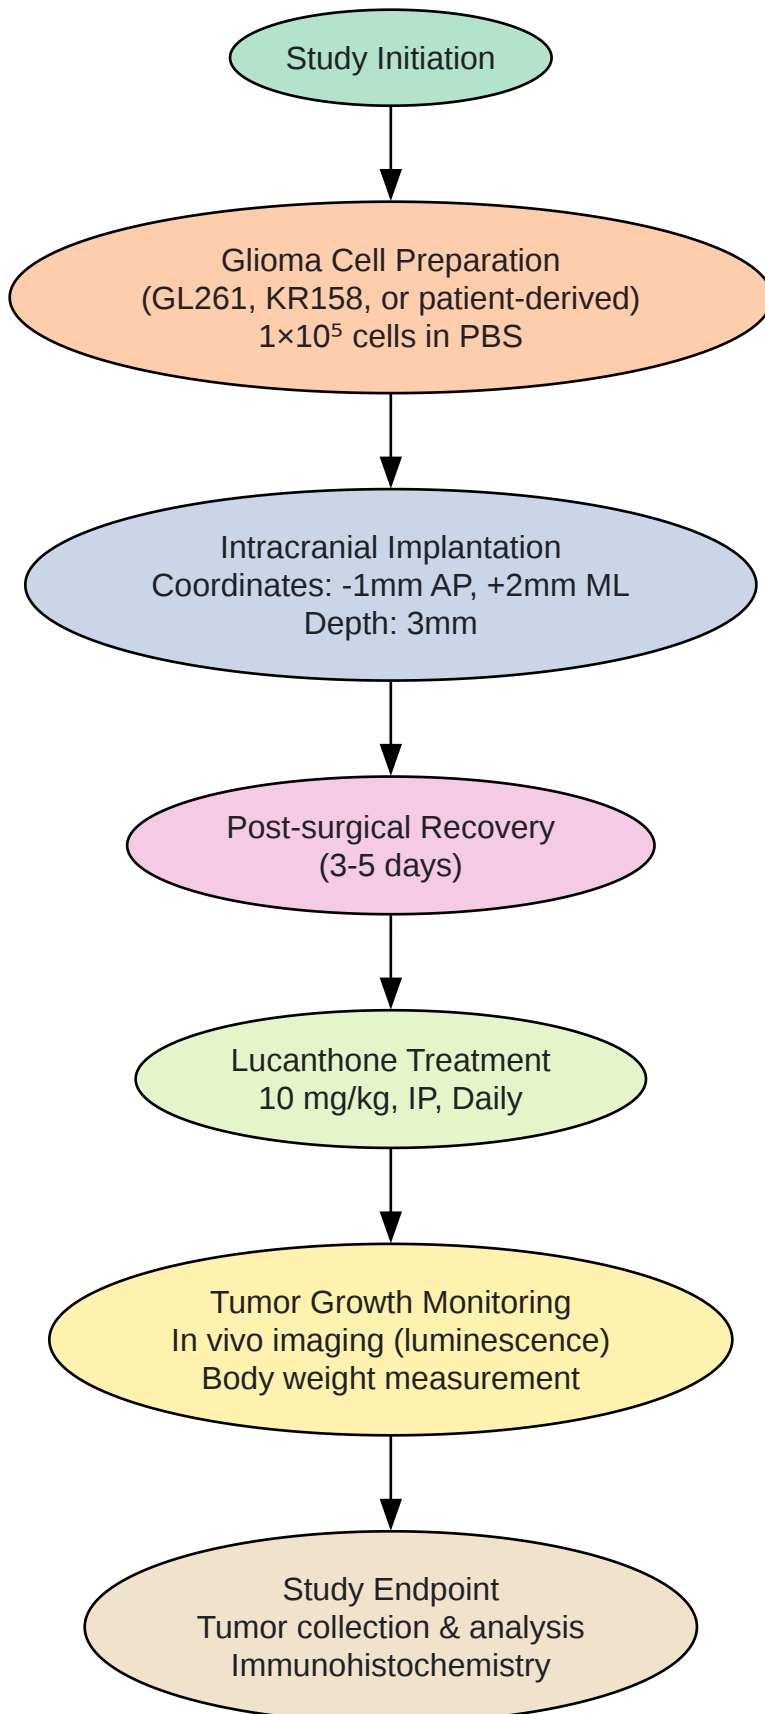 Study Initiation
Glioma Cell Preparation
(GL261, KR158, or patient-derived)
1×10⁵ cells in PBS
Intracranial Implantation
Coordinates: -1mm AP, +2mm ML
Depth: 3mm
Post-surgical Recovery
(3-5 days)
Lucanthone Treatment
10 mg/kg, IP, Daily
Tumor Growth Monitoring
In vivo imaging (luminescence)
Body weight measurement
Study Endpoint
Tumor collection & analysis
Immunohistochemistry